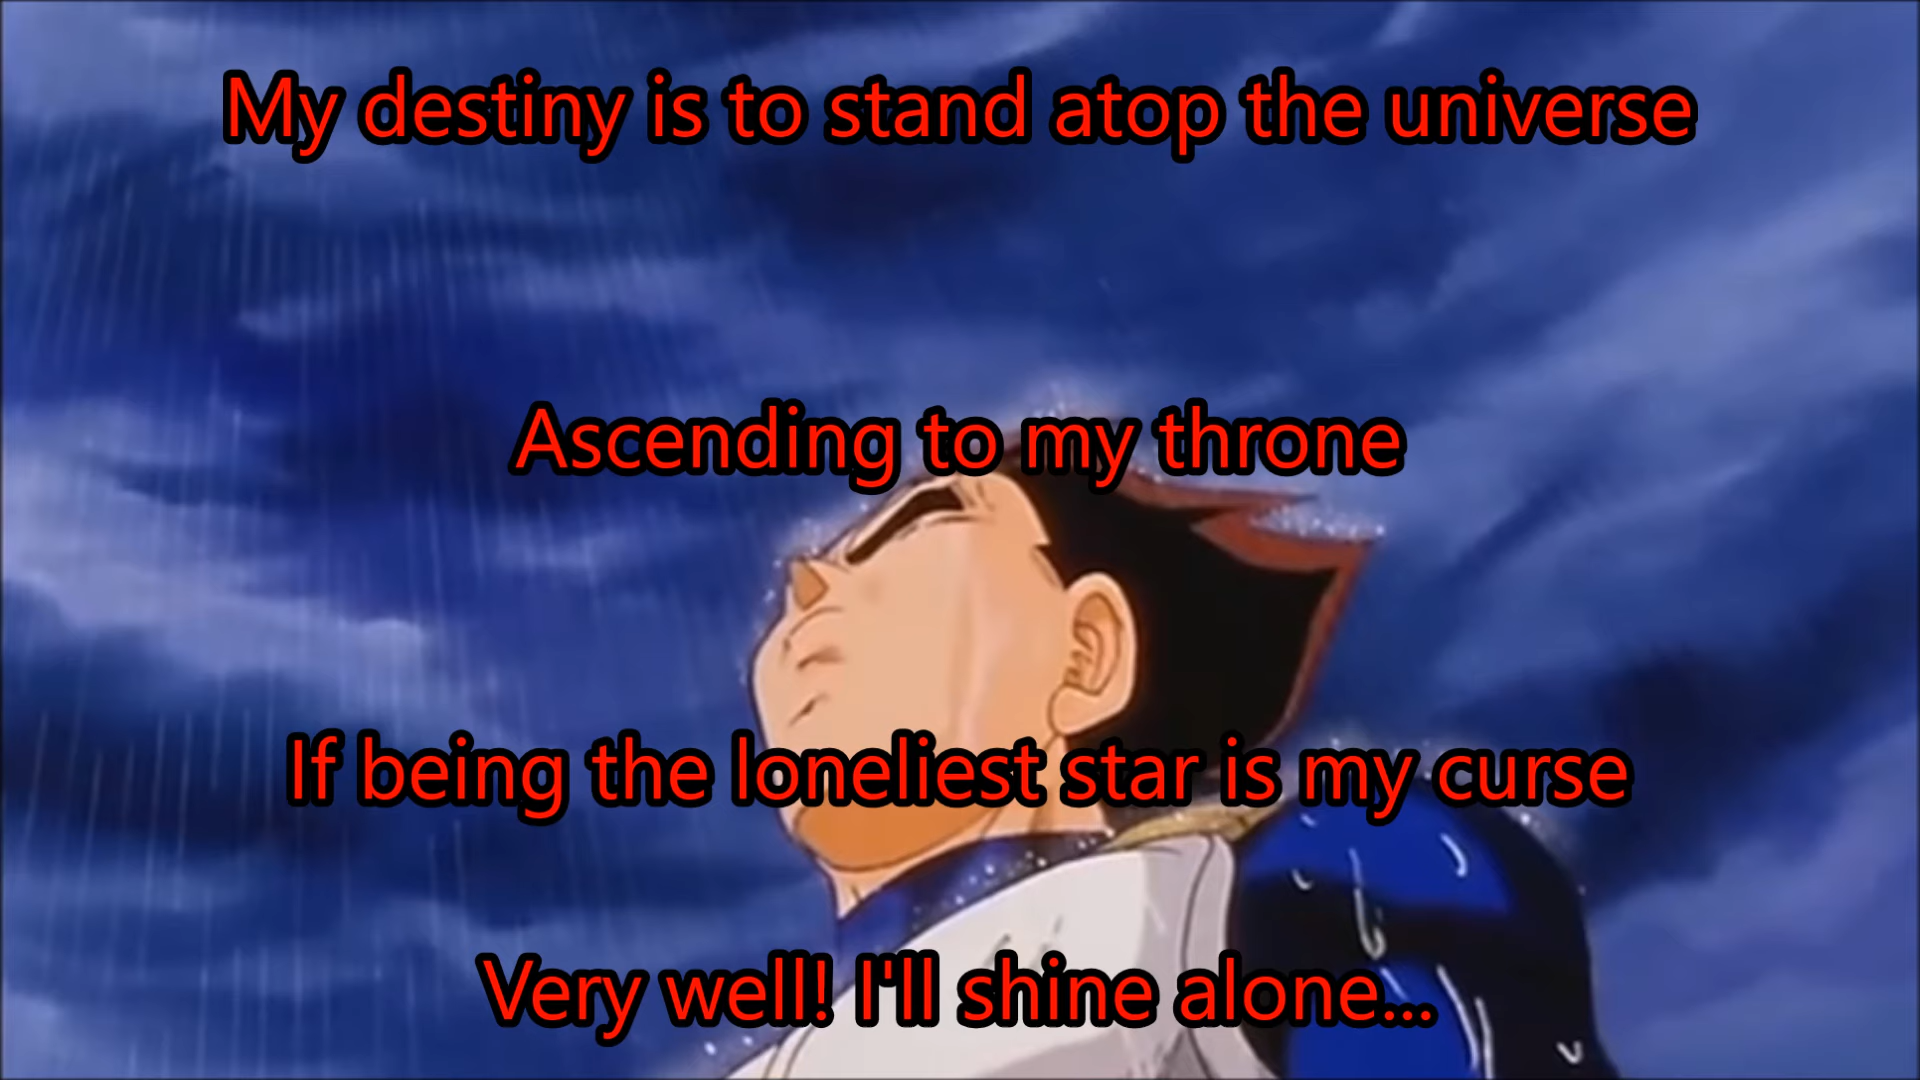 My destiny is to stand atop the universe
Ascending to my throne
If being the loneliest star is my curse
Very well! I'll shine alone...